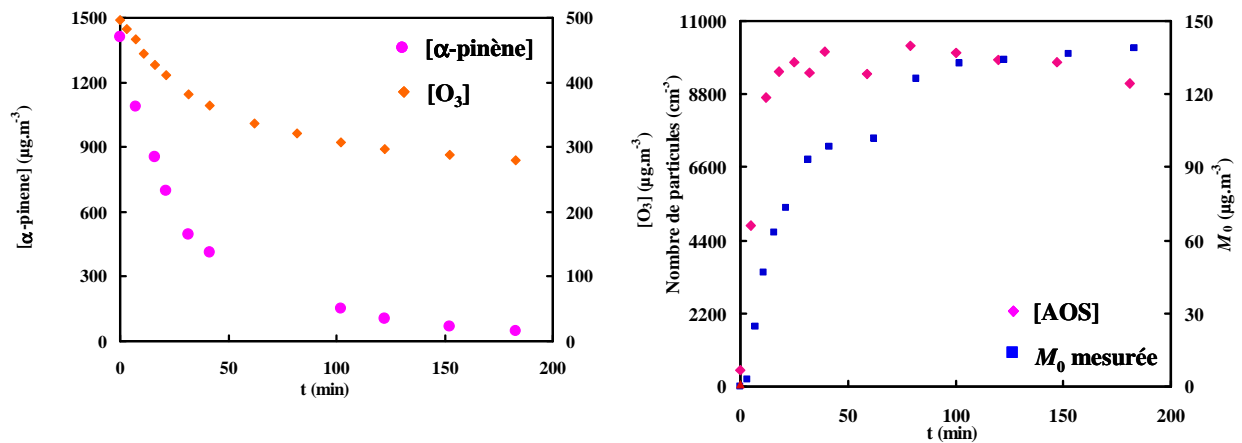 1500
1200
900
600
300
0
[α-pinene] (µg.m-3)
500
400
300
200
100
0
[O3] (µg.m-3)
[α-pinène]
[O3]
0 50 100 150 200
t (min)
11000
8800
6600
4400
2200
0
Nombre de particules (cm-3)
150
120
90
60
30
0
M0 (µg.m-3)
[AOS]
M0 mesurée
0 50 100 150 200
t (min)